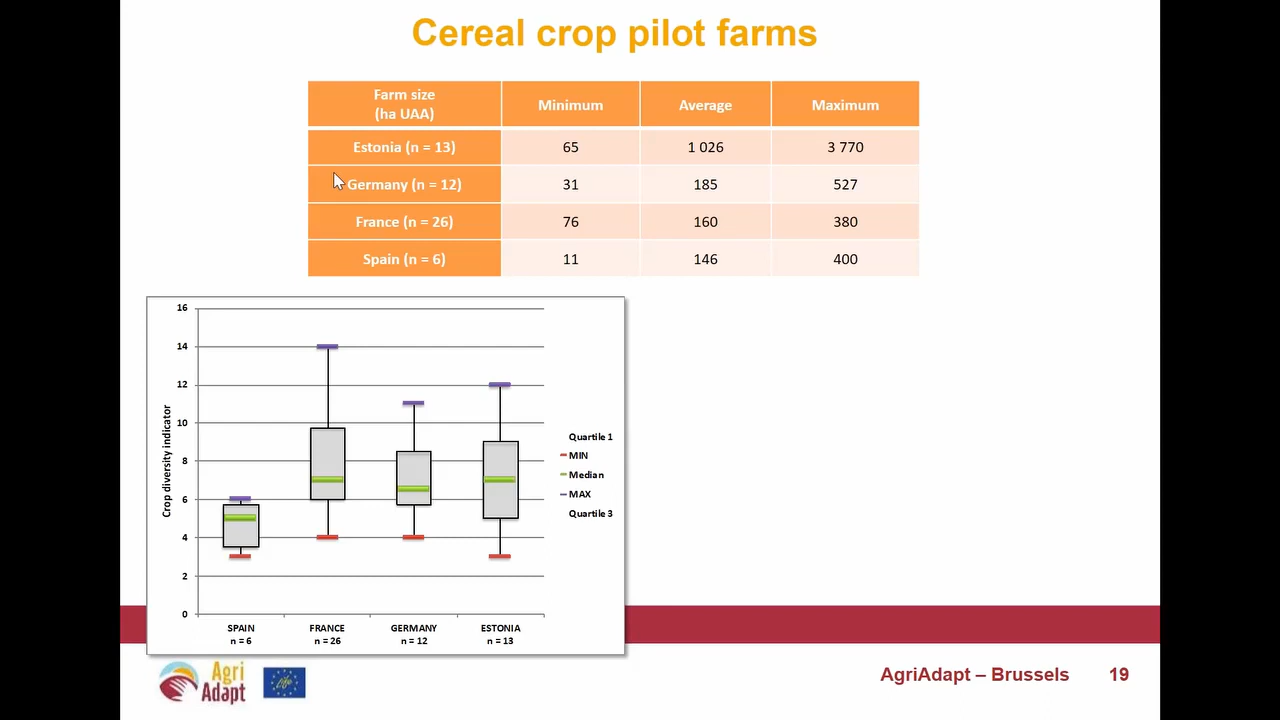 Cereal crop pilot farms
Farm size
(ha UAA)
Minimum
Average
Maximum
Estonia (n = 13)
65
1 026
3 770
Germany (n = 12)
31
185
527
France (n = 26)
76
160
380
Spain (n = 6)
11
146
400
16
14
12
10
8
6
4
2
0
Crop diversity indicator
SPAIN
n = 6
FRANCE
n = 26
GERMANY
n = 12
ESTONIA
n = 13
Quartile 1
MIN
Median
MAX
Quartile 3
Agri
Adapt
Life
AgriAdapt – Brussels
19